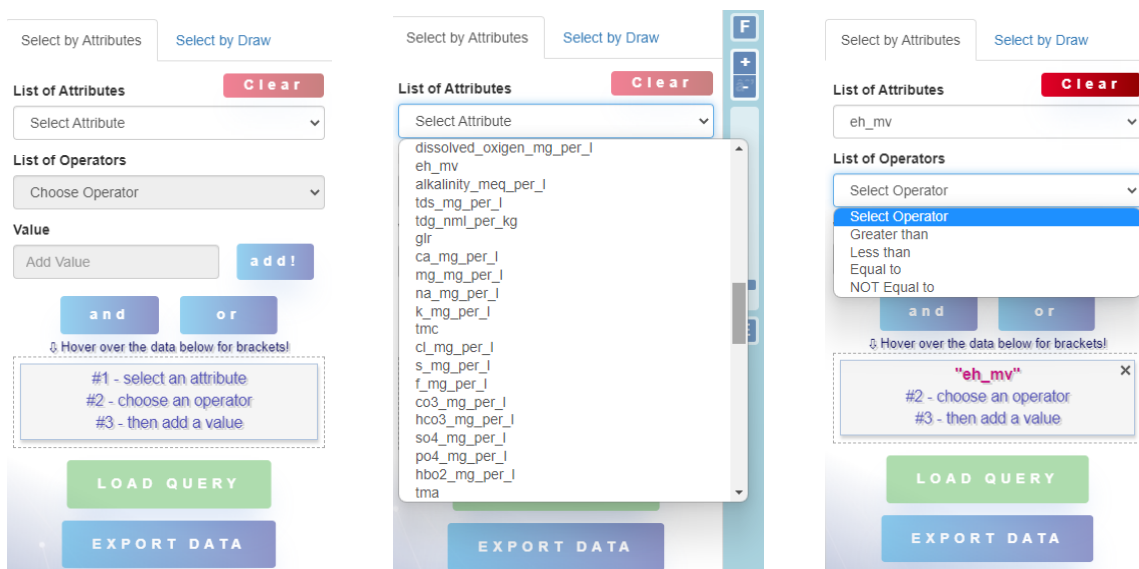 Select by Attributes
Select by Draw
List of Attributes
Clear
Select Attribute
List of Operators
Choose Operator
Value
Add Value
add!
and
or
⇩ Hover over the data below for brackets!
#1 - select an attribute
#2 - choose an operator
#3 - then add a value
LOAD QUERY
EXPORT DATA
Select by Attributes
Select by Draw
F
+
-
List of Attributes
Clear
Select Attribute
dissolved_oxigen_mg_per_l
eh_mv
alkalinity_meq_per_l
tds_mg_per_l
tdg_nml_per_kg
glr
ca_mg_per_l
mg_mg_per_l
na_mg_per_l
k_mg_per_l
tmc
cl_mg_per_l
s_mg_per_l
f_mg_per_l
co3_mg_per_l
hco3_mg_per_l
so4_mg_per_l
po4_mg_per_l
hbo2_mg_per_l
tma
EXPORT DATA
Select by Attributes
Select by Draw
List of Attributes
Clear
eh_mv
List of Operators
Select Operator
Select Operator
Greater than
Less than
Equal to
NOT Equal to
and
or
⇩ Hover over the data below for brackets!
"eh_mv"
×
#2 - choose an operator
#3 - then add a value
LOAD QUERY
EXPORT DATA